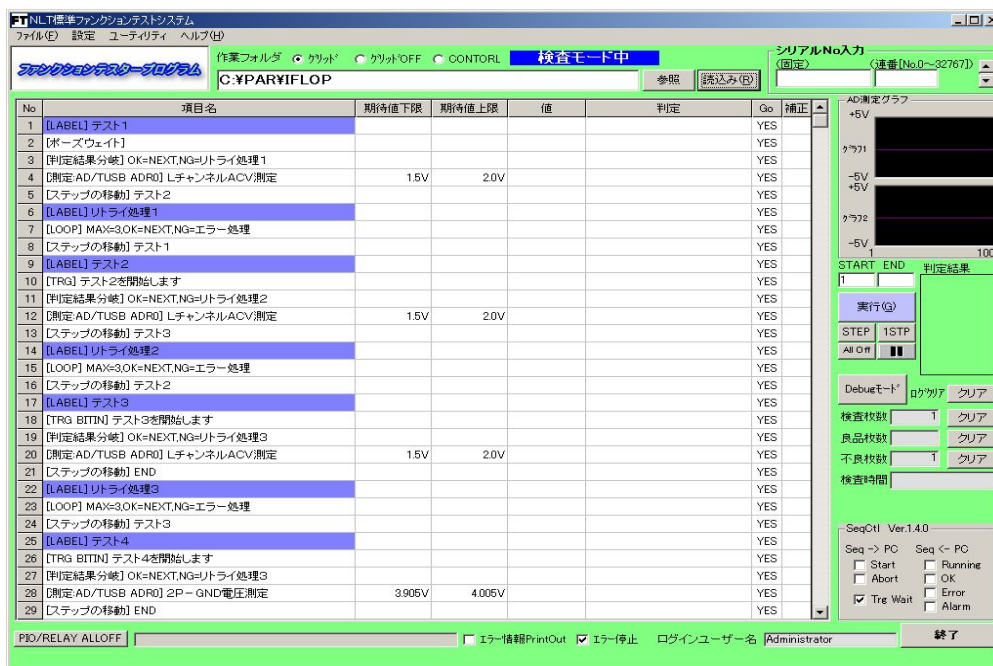 FT NLT標準ファンクションテストシステム
ファイル(F) 設定 ユーティリティ ヘルプ(H)
ファンクションテスタープログラム
作業フォルダ グリッド グリッドOFF CONTORL 検査モード中
C:¥PAR¥IFLOP 参照 読込み(R)
シリアルNo入力
(固定) (連番[No.0~32767])
No 項目名 期待値下限 期待値上限 値 判定 Go 補正
1 [LABEL] テスト1 YES
2 [ポーズウェイト] YES
3 [判定結果分岐] OK=NEXT,NG=リトライ処理1 YES
4 [測定:AD/TUSB ADR0] LチャンネルACV測定 1.5V 2.0V YES
5 [ステップの移動] テスト2 YES
6 [LABEL] リトライ処理1 YES
7 [LOOP] MAX=3,OK=NEXT,NG=エラー処理 YES
8 [ステップの移動] テスト1 YES
9 [LABEL] テスト2 YES
10 [TRG] テスト2を開始します YES
11 [判定結果分岐] OK=NEXT,NG=リトライ処理2 YES
12 [測定:AD/TUSB ADR0] LチャンネルACV測定 1.5V 2.0V YES
13 [ステップの移動] テスト3 YES
14 [LABEL] リトライ処理2 YES
15 [LOOP] MAX=3,OK=NEXT,NG=エラー処理 YES
16 [ステップの移動] テスト2 YES
17 [LABEL] テスト3 YES
18 [TRG BITIN] テスト3を開始します YES
19 [判定結果分岐] OK=NEXT,NG=リトライ処理3 YES
20 [測定:AD/TUSB ADR0] LチャンネルACV測定 1.5V 2.0V YES
21 [ステップの移動] END YES
22 [LABEL] リトライ処理3 YES
23 [LOOP] MAX=3,OK=NEXT,NG=エラー処理 YES
24 [ステップの移動] テスト3 YES
25 [LABEL] テスト4 YES
26 [TRG BITIN] テスト4を開始します YES
27 [判定結果分岐] OK=NEXT,NG=リトライ処理3 YES
28 [測定:AD/TUSB ADR0] 2P-GND電圧測定 3.905V 4.005V YES
29 [ステップの移動] END YES
AD測定グラフ
+5V
グラフ1
-5V
+5V
グラフ2
-5V
1 100
START END 判定結果
1
実行(G)
STEP 1STP
All Off
Debugモード ログクリア クリア
検査枚数 1 クリア
良品枚数 クリア
不良枚数 1 クリア
検査時間
SeqCtl Ver.1.4.0
Seq -> PC Seq <- PC
Start Running
Abort OK
Error
Trg Wait Alarm
PIO/RELAY ALLOFF エラー情報PrintOut エラー停止 ログインユーザー名 Administrator 終了